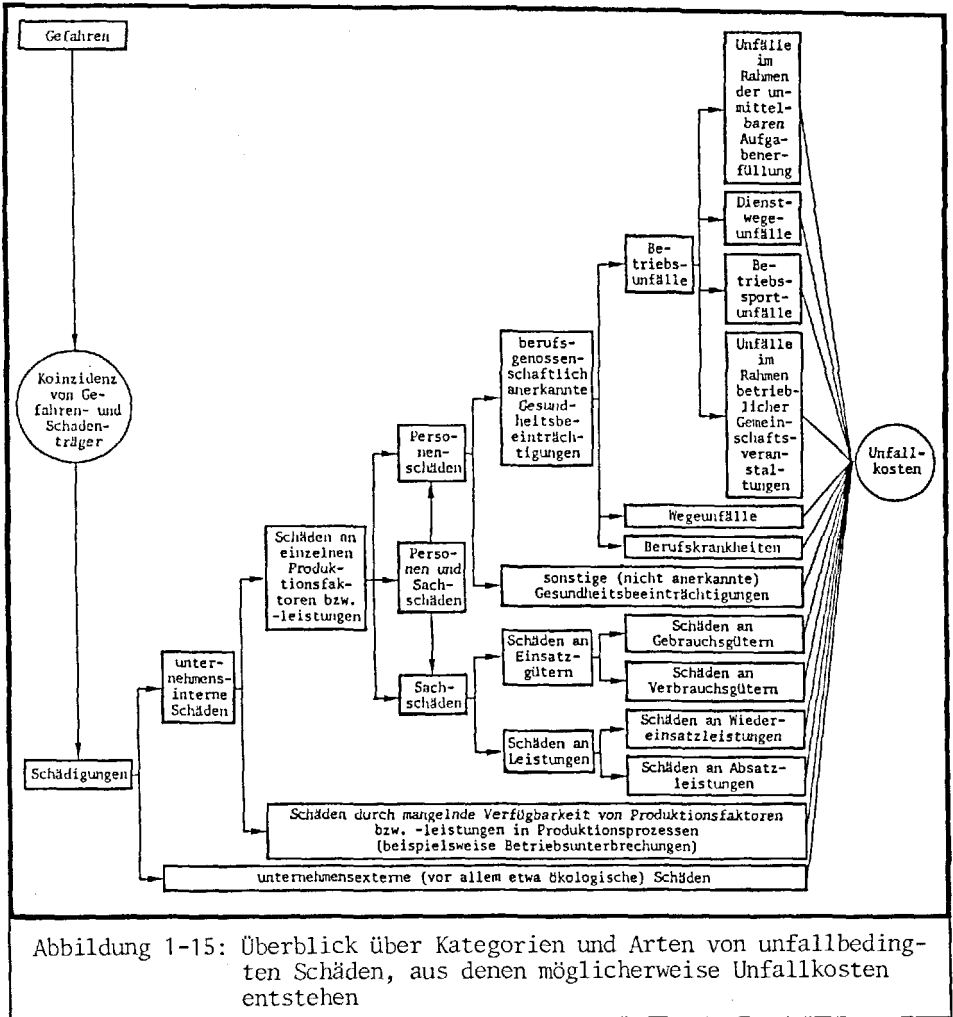 Gefahren
Koinzidenz
von Ge-
fahren- und
Schaden-
träger
Schädigungen
unter-
nehmens-
interne
Schäden
Schäden an
einzelnen
Produk-
tionsfak-
toren bzw.
-leistungen
Perso-
nen-
schäden
Perso-
nen und
Sach-
schäden
Sach-
schäden
berufs-
genossen-
schaftlich
anerkannte
Gesund-
heitsbe-
einträch-
tigungen
Be-
triebs-
unfälle
Unfälle
im
Rahmen
der un-
mittel-
baren
Aufga-
bener-
füllung
Dienst-
wege-
unfälle
Be-
triebs-
sport-
unfälle
Unfälle
im
Rahmen
betrieb-
licher
Gemein-
schafts-
veran-
stal-
tungen
Wegeunfälle
Berufskrankheiten
sonstige (nicht anerkannte)
Gesundheitsbeeinträchtigungen
Schäden an
Einsatz-
gütern
Schäden an
Gebrauchsgütern
Schäden an
Verbrauchsgütern
Schäden an
Leistungen
Schäden an Wieder-
einsatzleistungen
Schäden an Absatz-
leistungen
Schäden durch mangelnde Verfügbarkeit von Produktionsfaktoren
bzw. -leistungen in Produktionsprozessen
(beispielsweise Betriebsunterbrechungen)
unternehmensexterne (vor allem etwa ökologische) Schäden
Unfall-
kosten
Abbildung 1-15: Überblick über Kategorien und Arten von unfallbeding-
ten Schäden, aus denen möglicherweise Unfallkosten
entstehen